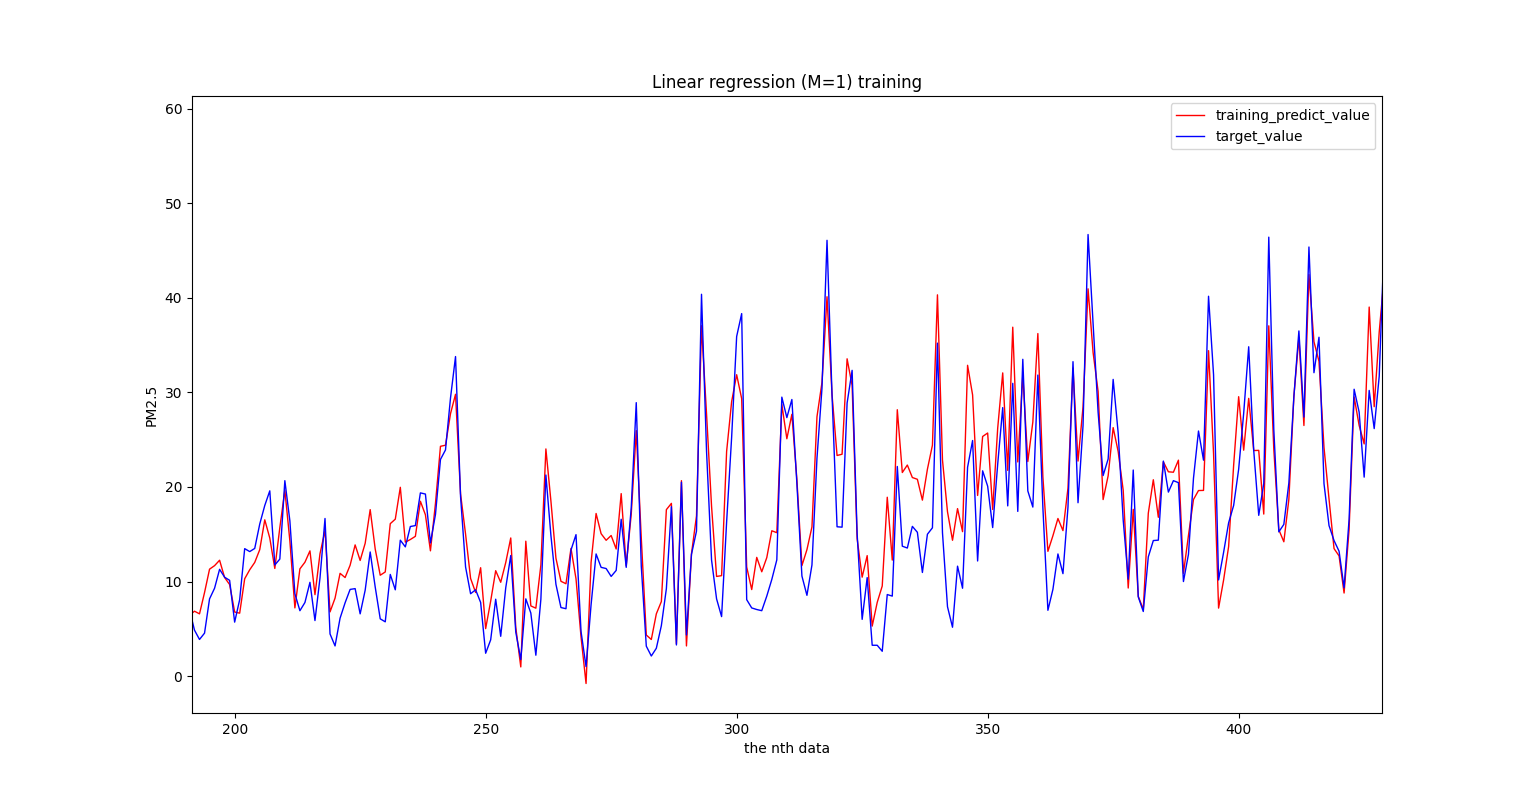 Linear regression (M=1) training
training_predict_value
target_value
60
50
40
30
20
10
0
PM2.5
200
250
300
350
400
the nth data